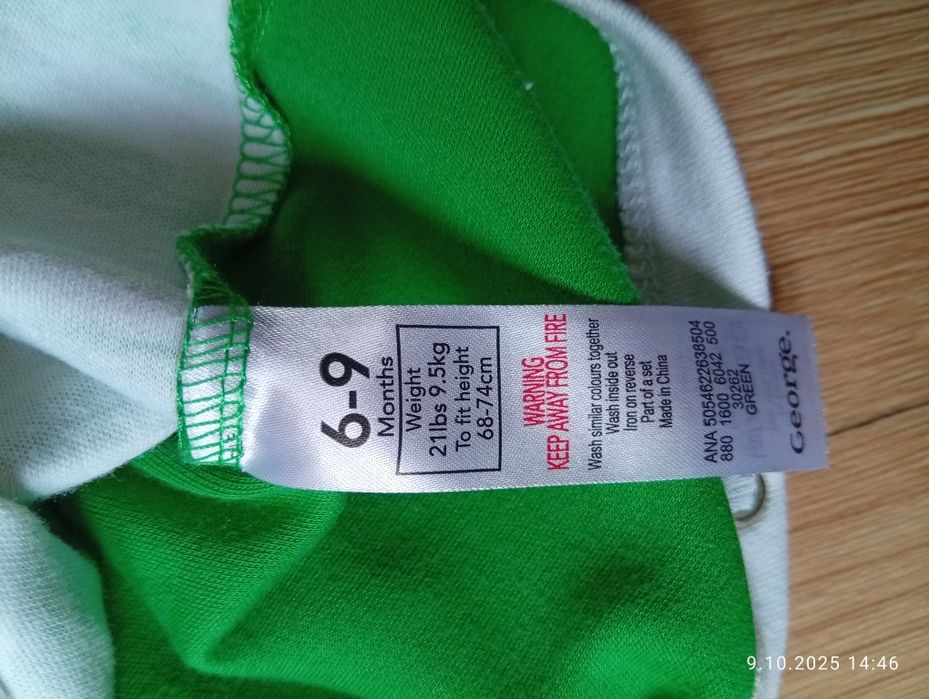 6-9
Months
Weight
21lbs 9.5kg
To fit height
68-74cm
WARNING
KEEP AWAY FROM FIRE
Wash similar colours together
Wash inside out
Iron on reverse
Part of a set
Made in China
ANA 5054622638504
880 1600 6042 500
30262
GREEN
George.
9.10.2025 14:46